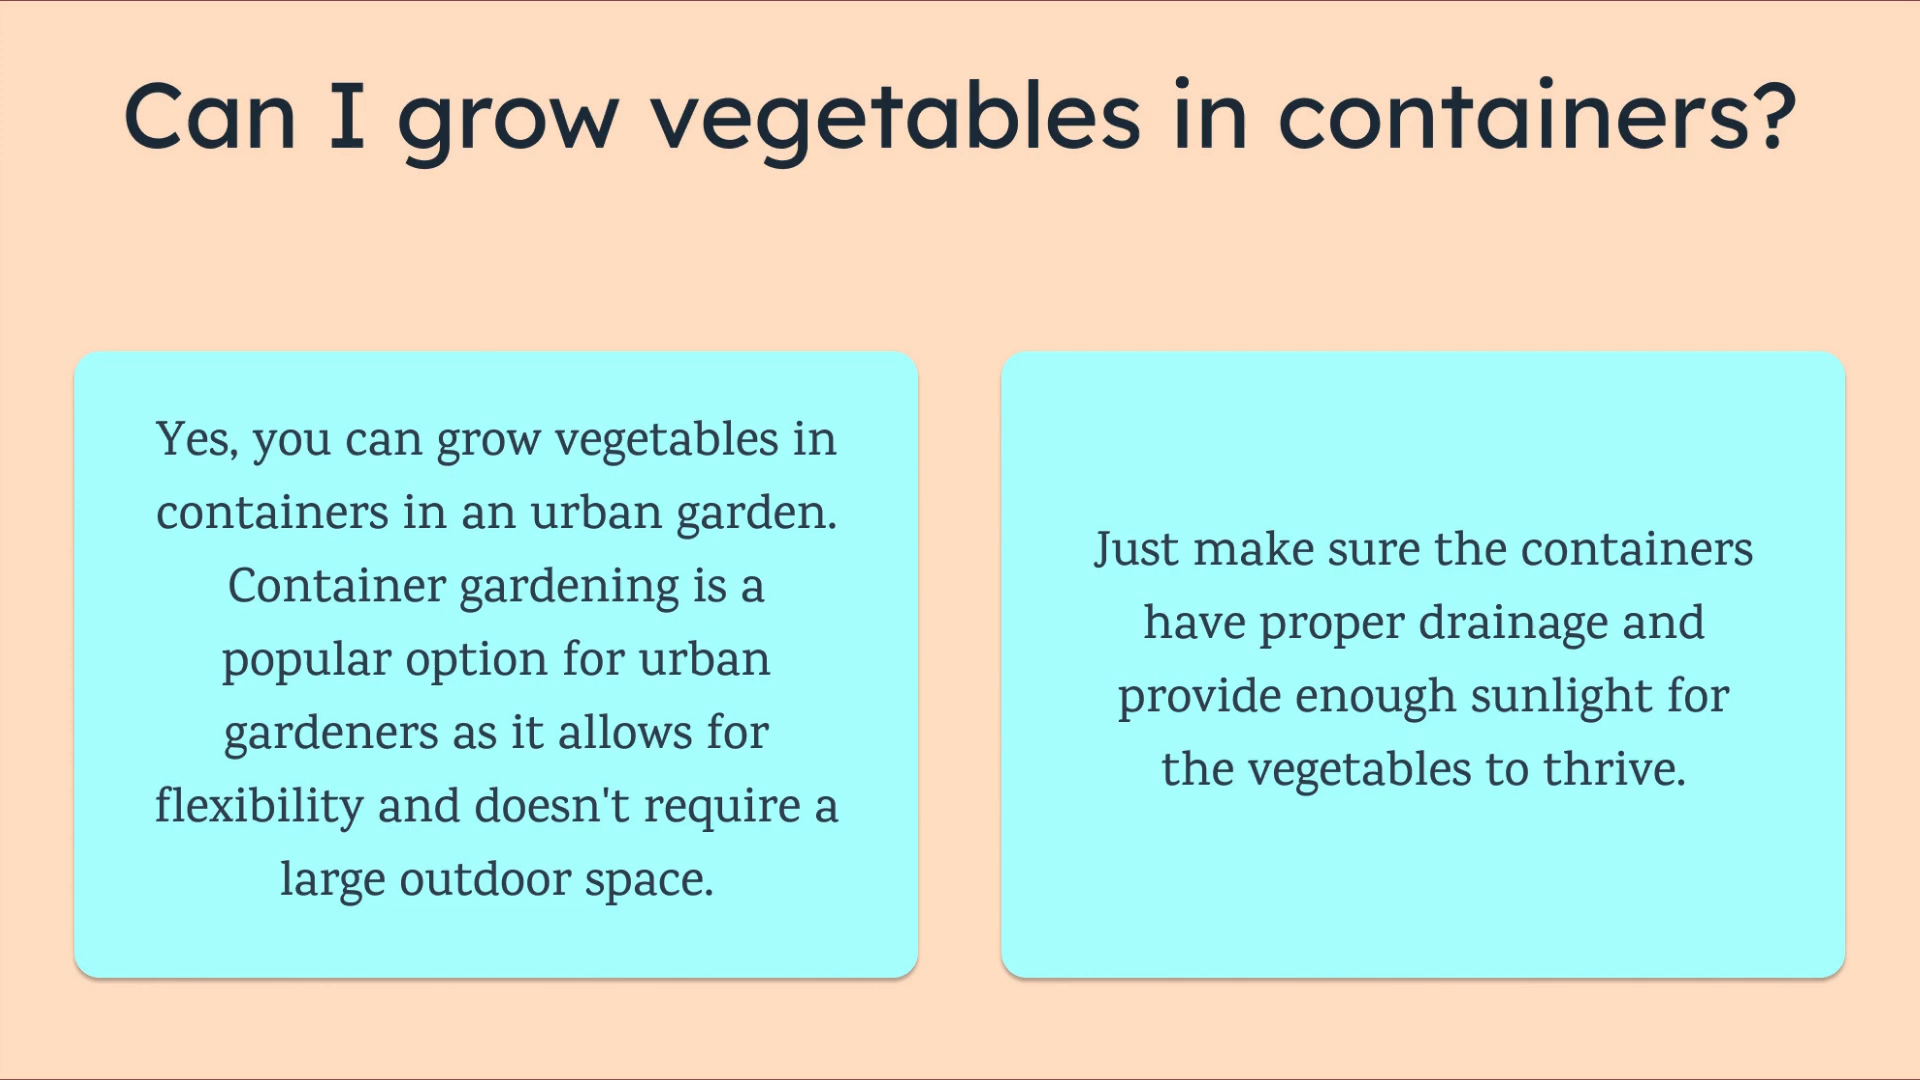 Can I grow vegetables in containers?
Yes, you can grow vegetables in
containers in an urban garden.
Container gardening is a
popular option for urban
gardeners as it allows for
flexibility and doesn't require a
large outdoor space.
Just make sure the containers
have proper drainage and
provide enough sunlight for
the vegetables to thrive.